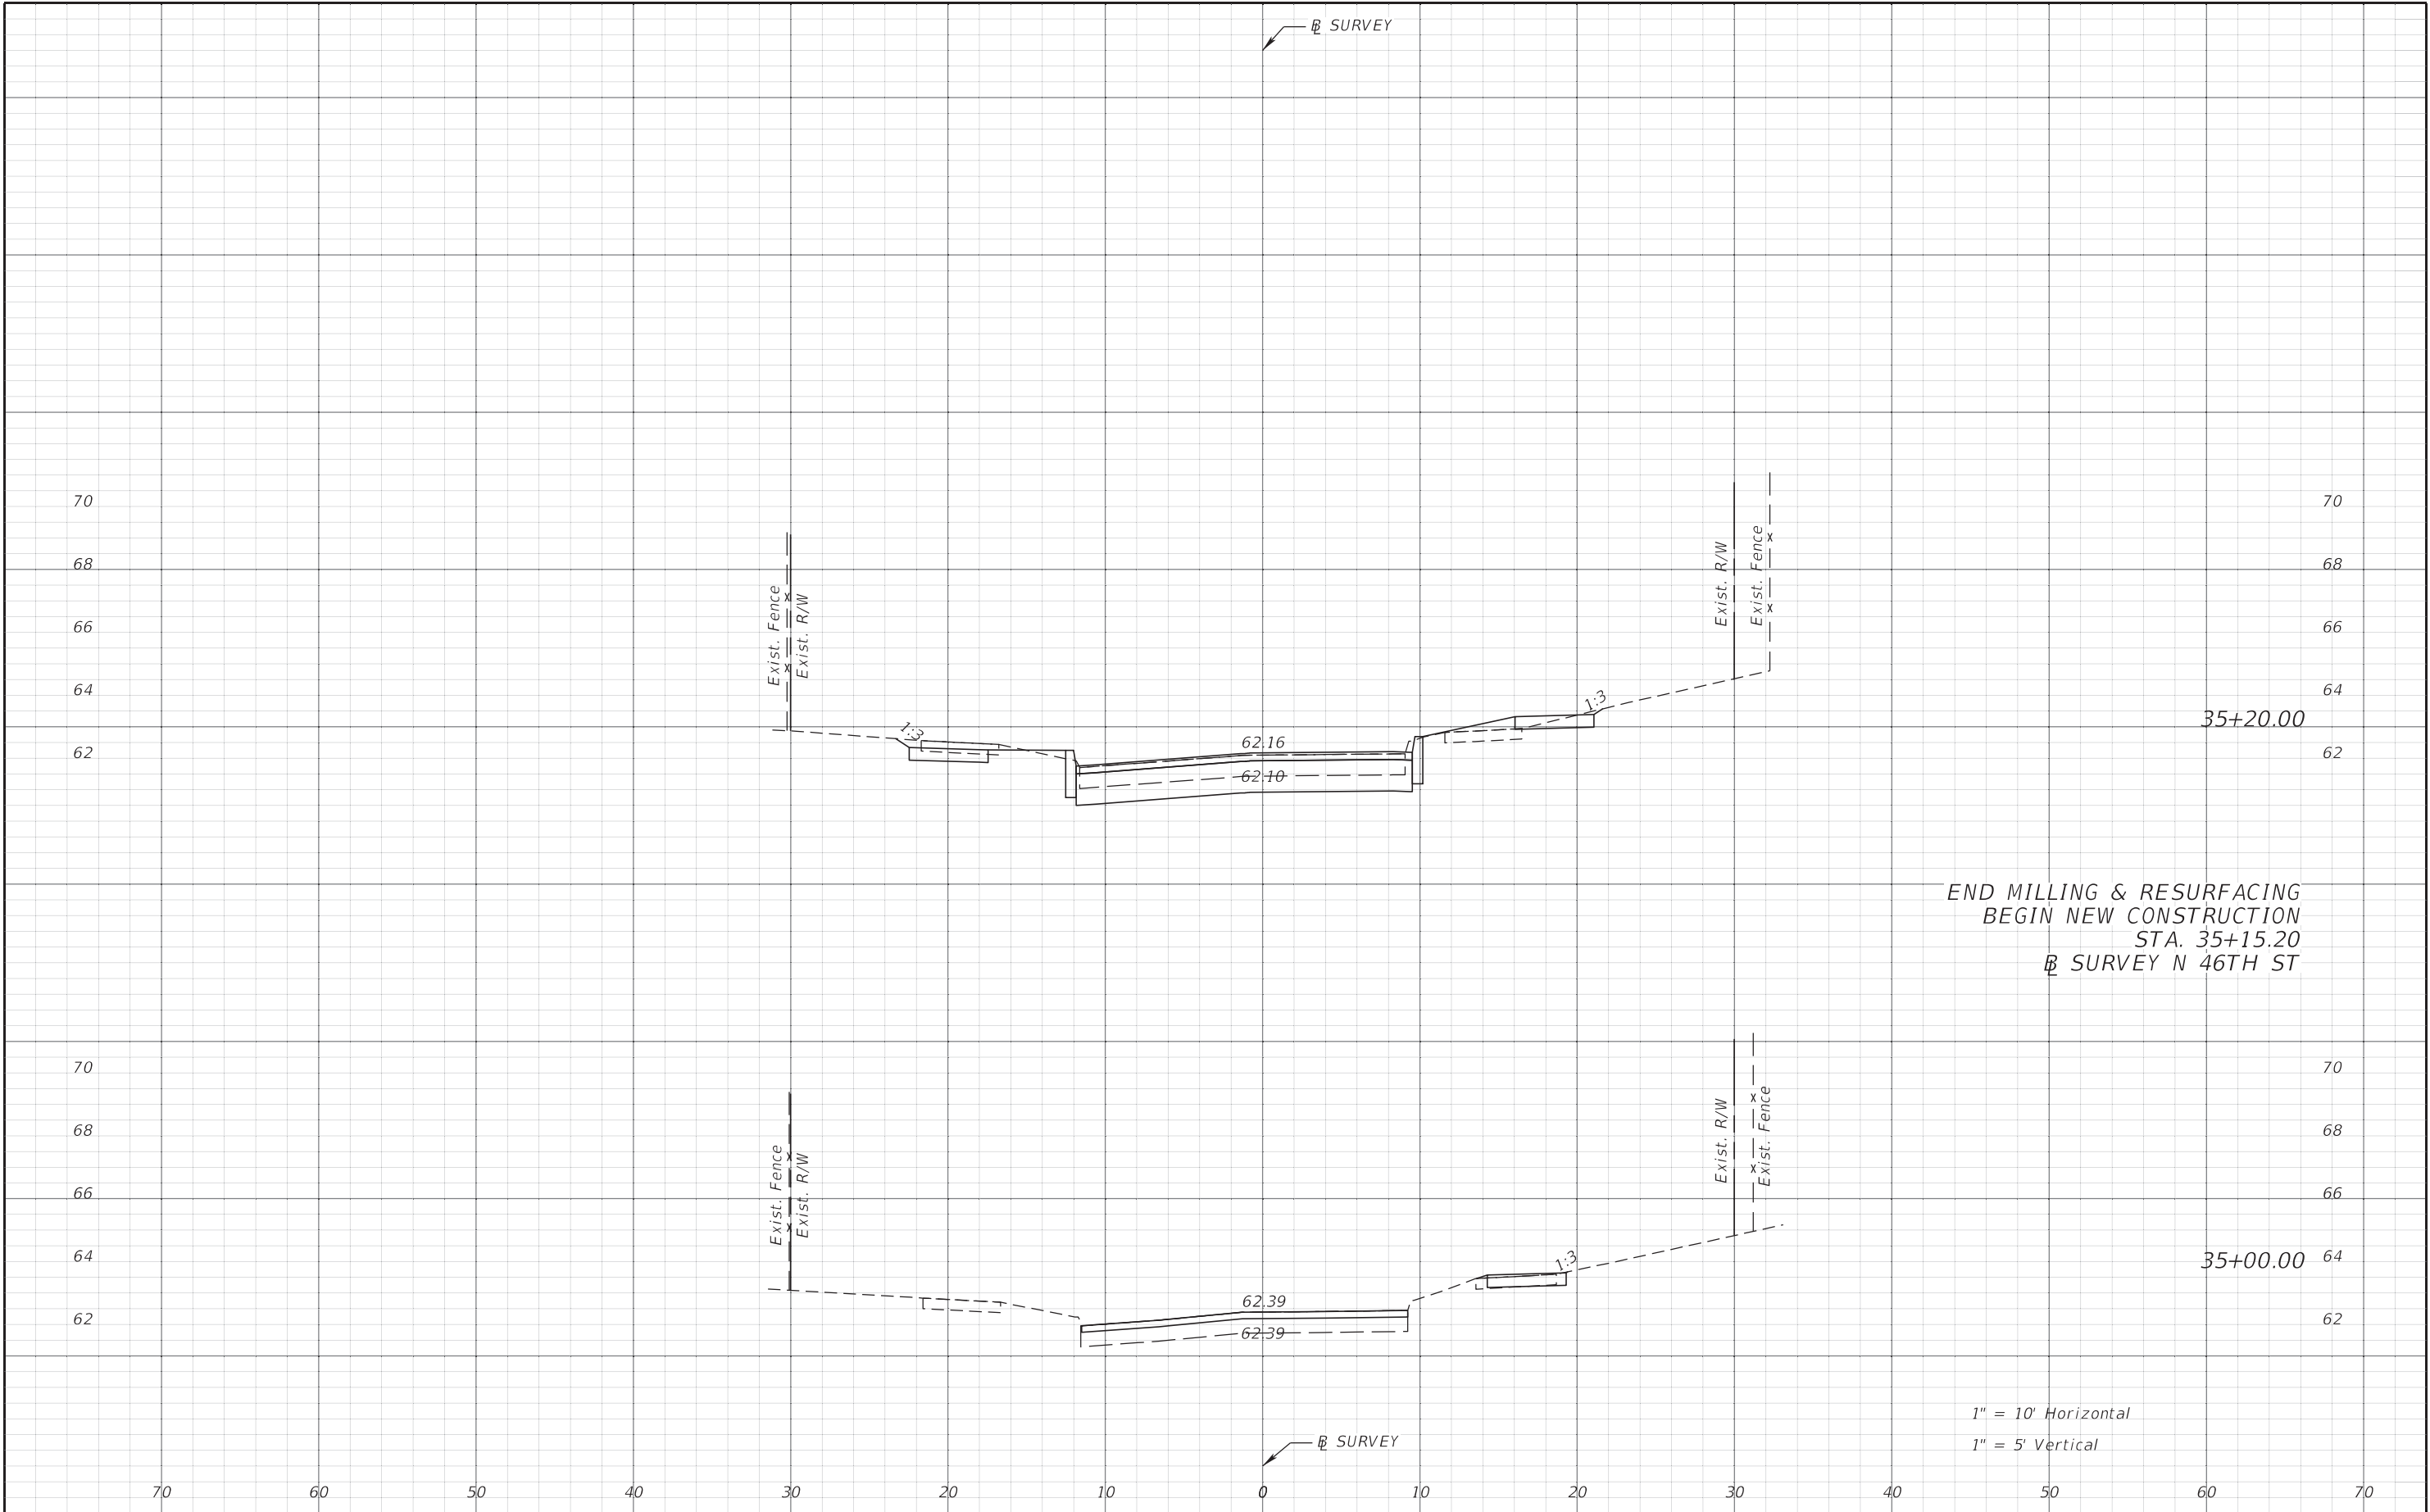 ℄ SURVEY
70 70
Exist. R/W Exist. Fence
68 68
Exist. Fence Exist. R/W
66 66
64 64
1:3
35+20.00
1:3
62.16
62 62
62.10
END MILLING & RESURFACING
BEGIN NEW CONSTRUCTION
STA. 35+15.20
℄ SURVEY N 46TH ST
70 70
Exist. R/W Exist. Fence
68 68
Exist. Fence Exist. R/W
66 66
64 64
1:3
35+00.00
62.39
62 62
62.39
1" = 10' Horizontal
℄ SURVEY
1" = 5' Vertical
70 60 50 40 30 20 10 0 10 20 30 40 50 60 70